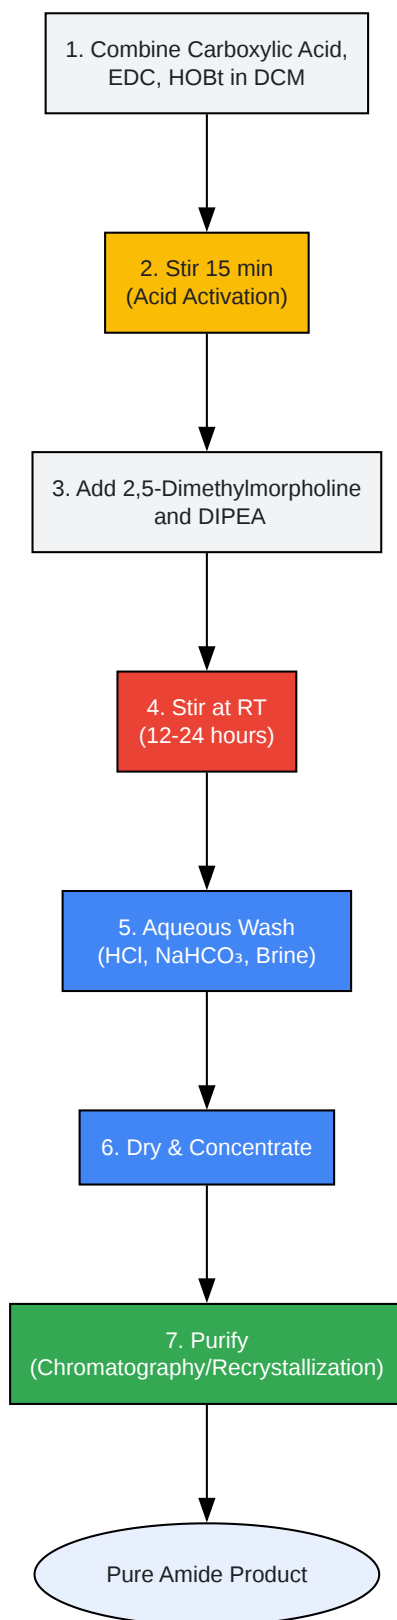 1. Combine Carboxylic Acid,
EDC, HOBt in DCM
2. Stir 15 min
(Acid Activation)
3. Add 2,5-Dimethylmorpholine
and DIPEA
4. Stir at RT
(12-24 hours)
5. Aqueous Wash
(HCl, NaHCO₃, Brine)
6. Dry & Concentrate
7. Purify
(Chromatography/Recrystallization)
Pure Amide Product